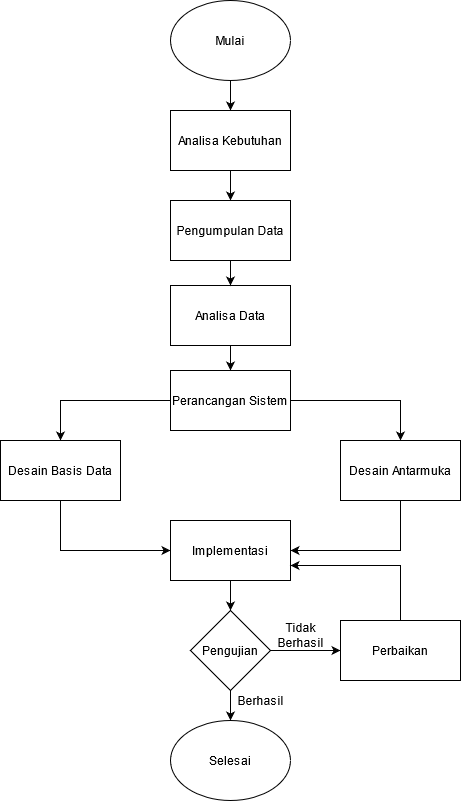 Mulai
Analisa Kebutuhan
Pengumpulan Data
Analisa Data
Perancangan Sistem
Desain Basis Data
Desain Antarmuka
Implementasi
Pengujian
Tidak
Berhasil
Perbaikan
Berhasil
Selesai